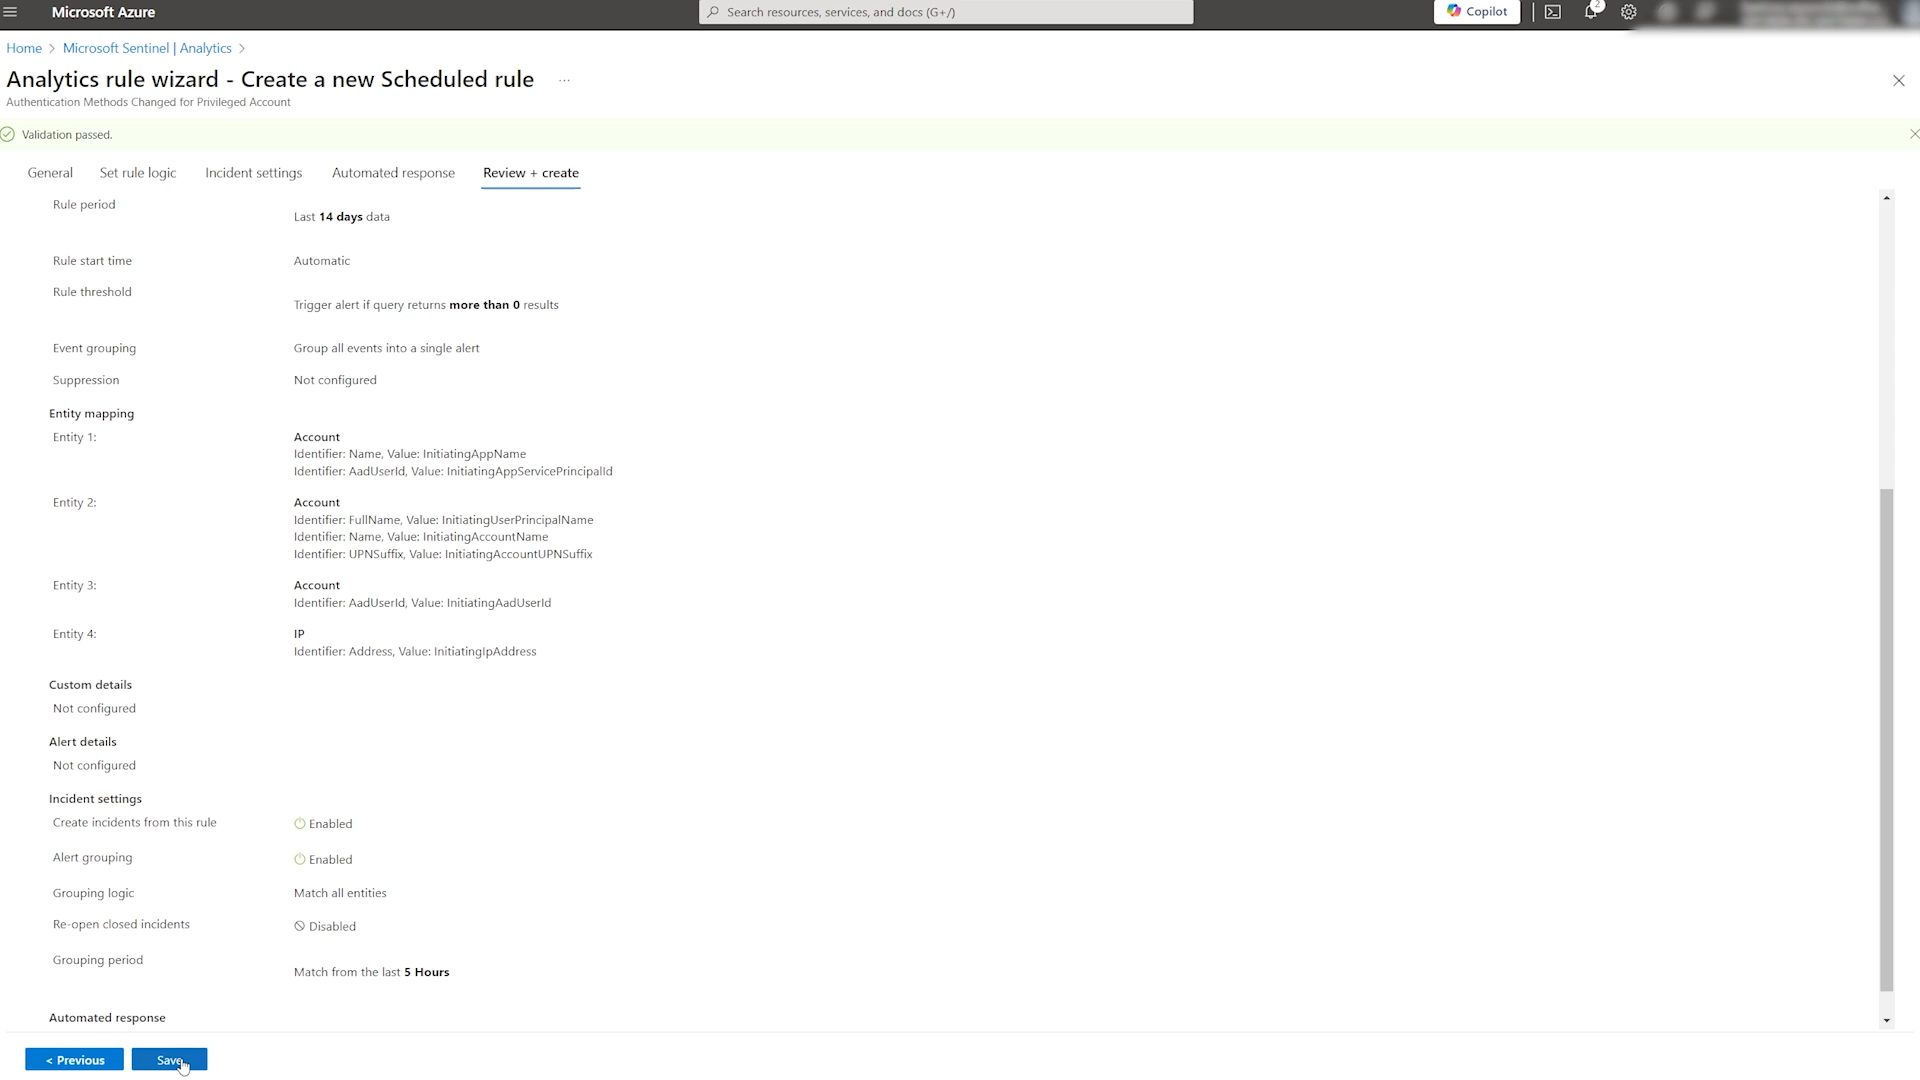 Microsoft Azure
Search resources, services, and docs (G+/)
Copilot
2
Home > Microsoft Sentinel | Analytics >
Analytics rule wizard - Create a new Scheduled rule ...
Authentication Methods Changed for Privileged Account
Validation passed.
General Set rule logic Incident settings Automated response Review + create
Rule period
Last 14 days data
Rule start time Automatic
Rule threshold
Trigger alert if query returns more than 0 results
Event grouping Group all events into a single alert
Suppression Not configured
Entity mapping
Entity 1: Account
Identifier: Name, Value: InitiatingAppName
Identifier: AadUserId, Value: InitiatingAppServicePrincipalId
Entity 2: Account
Identifier: FullName, Value: InitiatingUserPrincipalName
Identifier: Name, Value: InitiatingAccountName
Identifier: UPNSuffix, Value: InitiatingAccountUPNSuffix
Entity 3: Account
Identifier: AadUserId, Value: InitiatingAadUserId
Entity 4: IP
Identifier: Address, Value: InitiatingIpAddress
Custom details
Not configured
Alert details
Not configured
Incident settings
Create incidents from this rule Enabled
Alert grouping Enabled
Grouping logic Match all entities
Re-open closed incidents Disabled
Grouping period
Match from the last 5 Hours
Automated response
< Previous Save